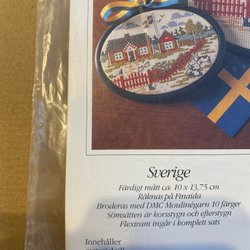 Sverige
Färdigt mått ca: 10 x 13,75 cm
Räknas på Finaida
Broderas med DMC Moulinégarn 10 färger
Sömsätten är korsstygn och efterstygn
Flexiram ingår i komplett sats
Innehåller